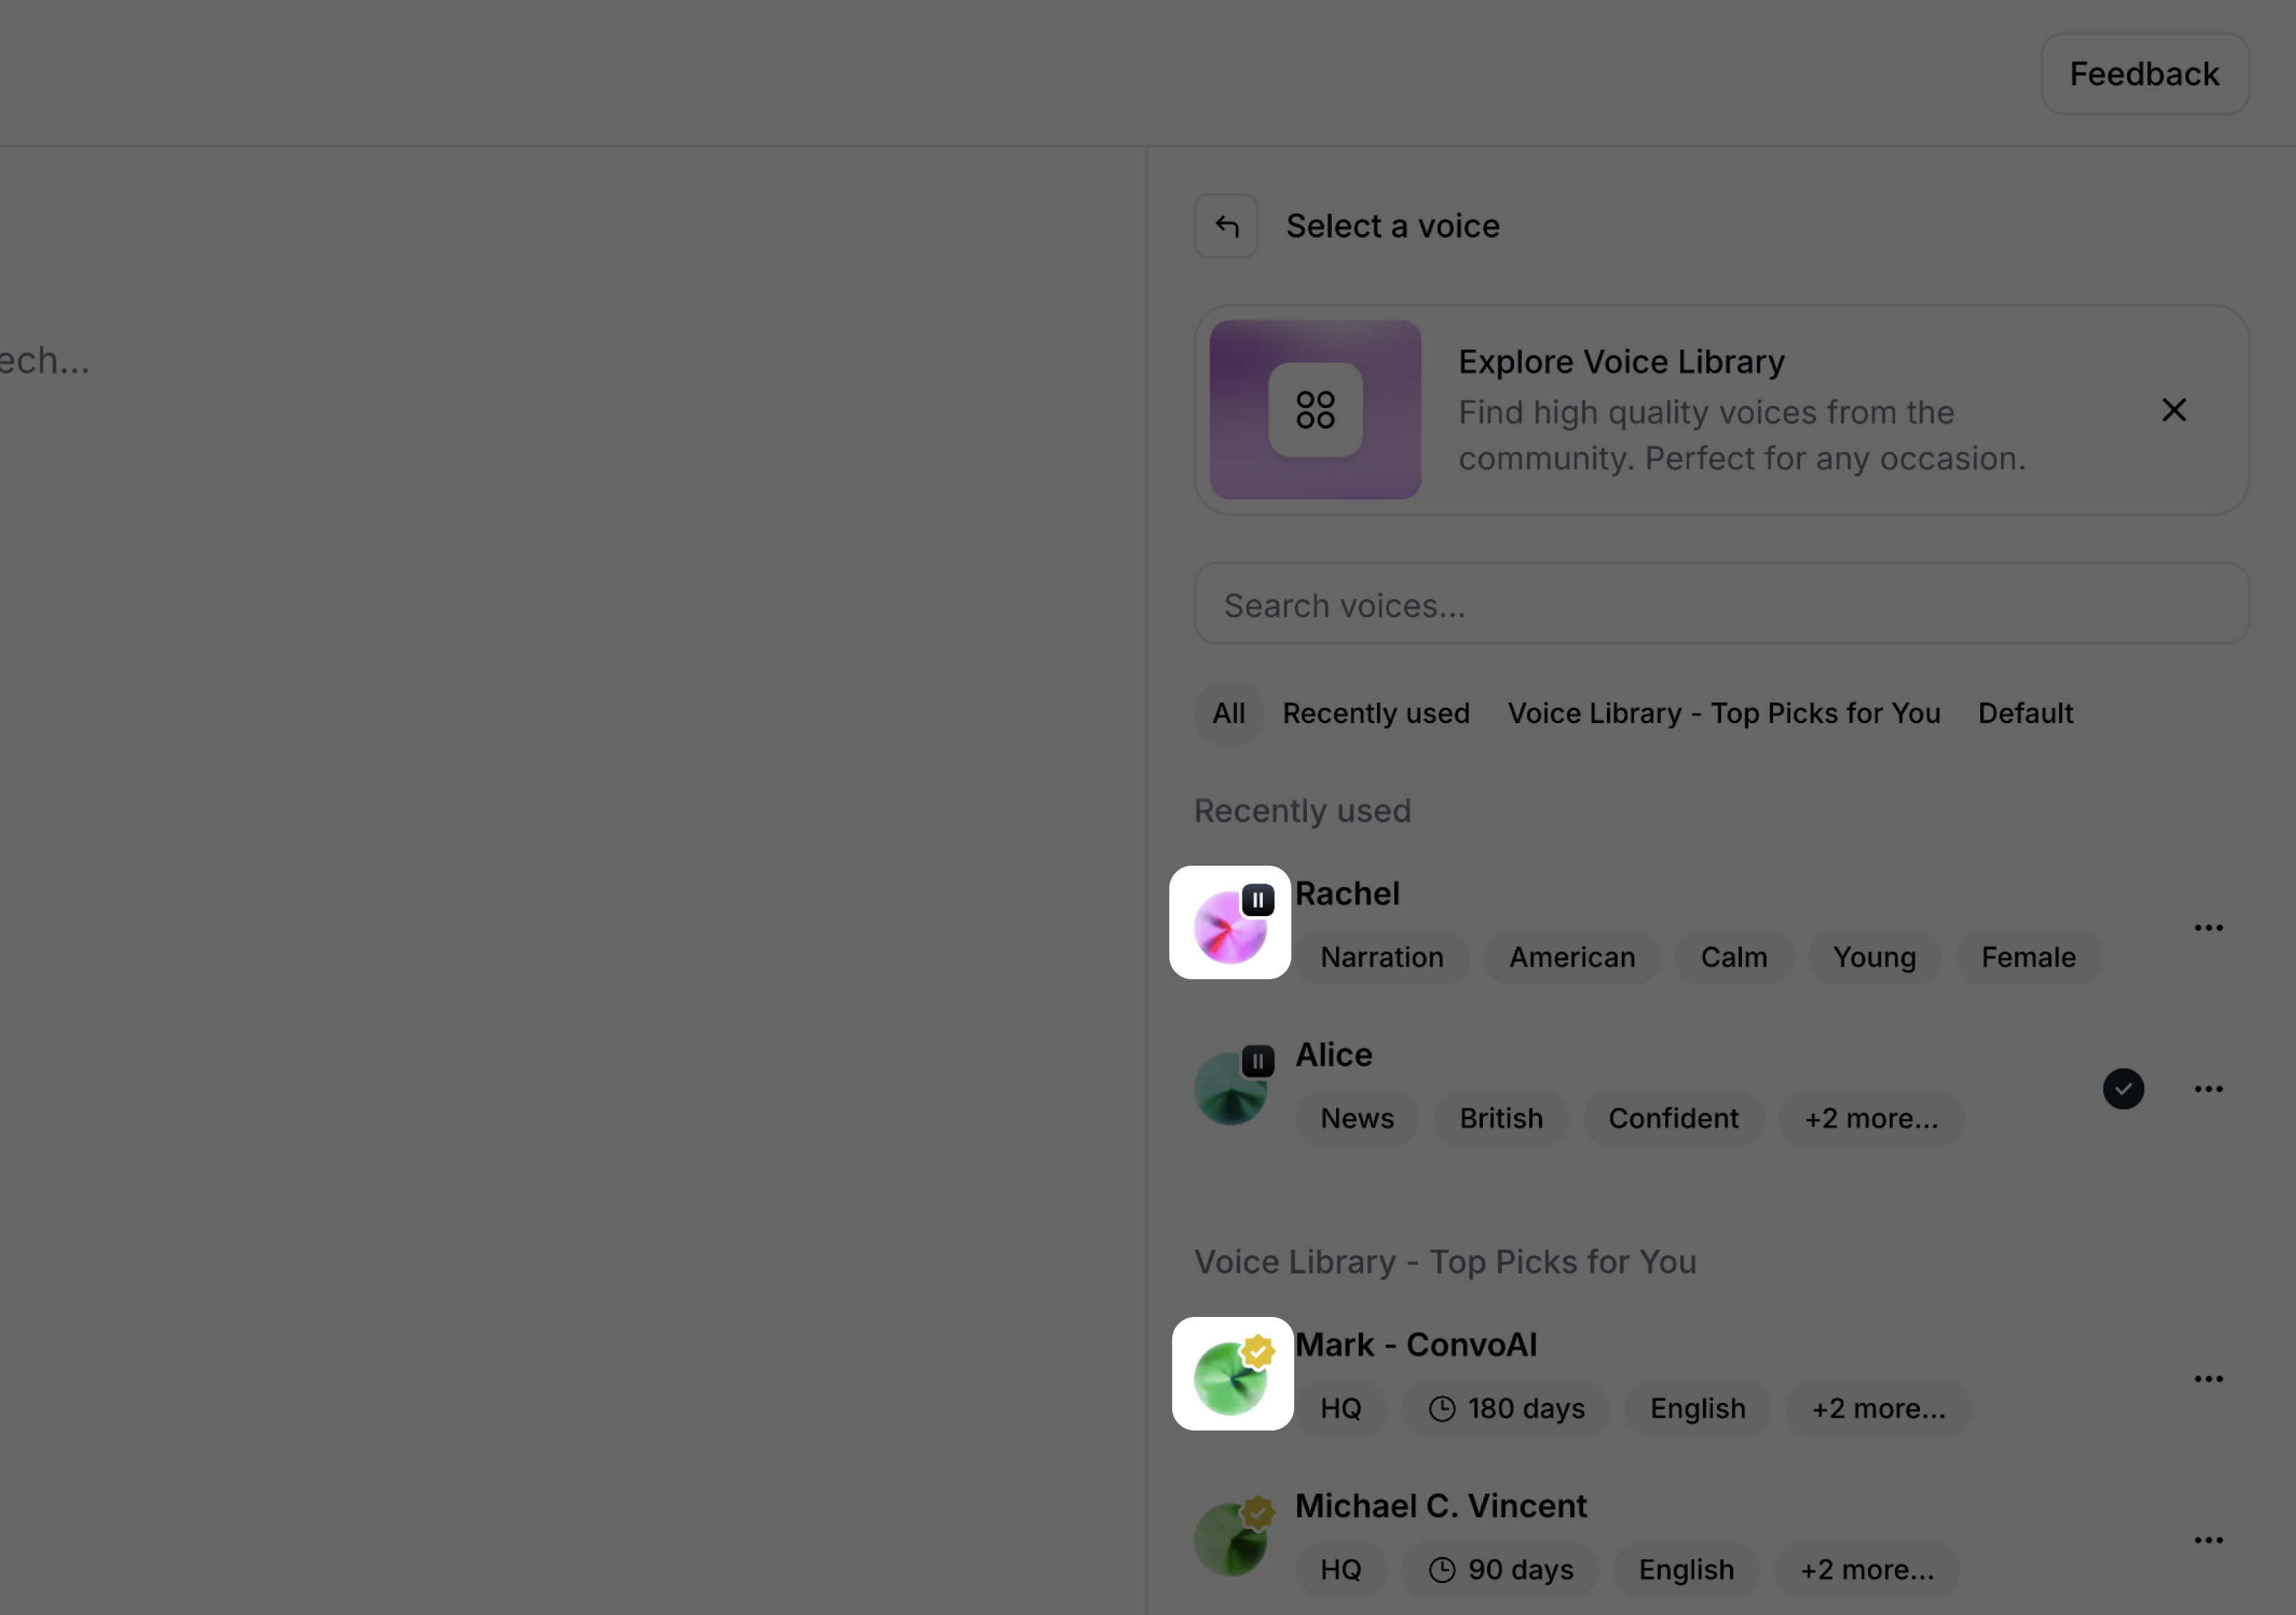 Feedback
Select a voice
ech...
Explore Voice Library
Find high quality voices from the
community. Perfect for any occasion.
Search voices...
All Recently used Voice Library - Top Picks for You Default
Recently used
Rachel
Narration American Calm Young Female
Alice
News British Confident +2 more...
Voice Library - Top Picks for You
Mark - ConvoAI
HQ 180 days English +2 more...
Michael C. Vincent
HQ 90 days English +2 more...